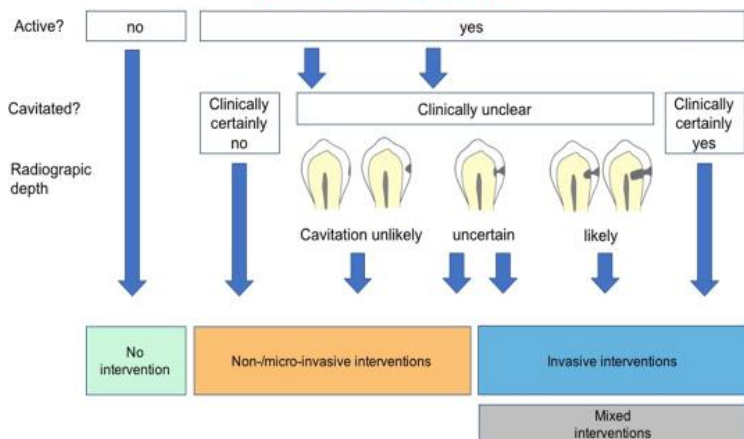 Active?
no
yes
Cavitated?
Clinically
certainly
no
Clinically unclear
Clinically
certainly
yes
Radiograpic
depth
Cavitation unlikely
uncertain
likely
No
intervention
Non-/micro-invasive interventions
Invasive interventions
Mixed
interventions